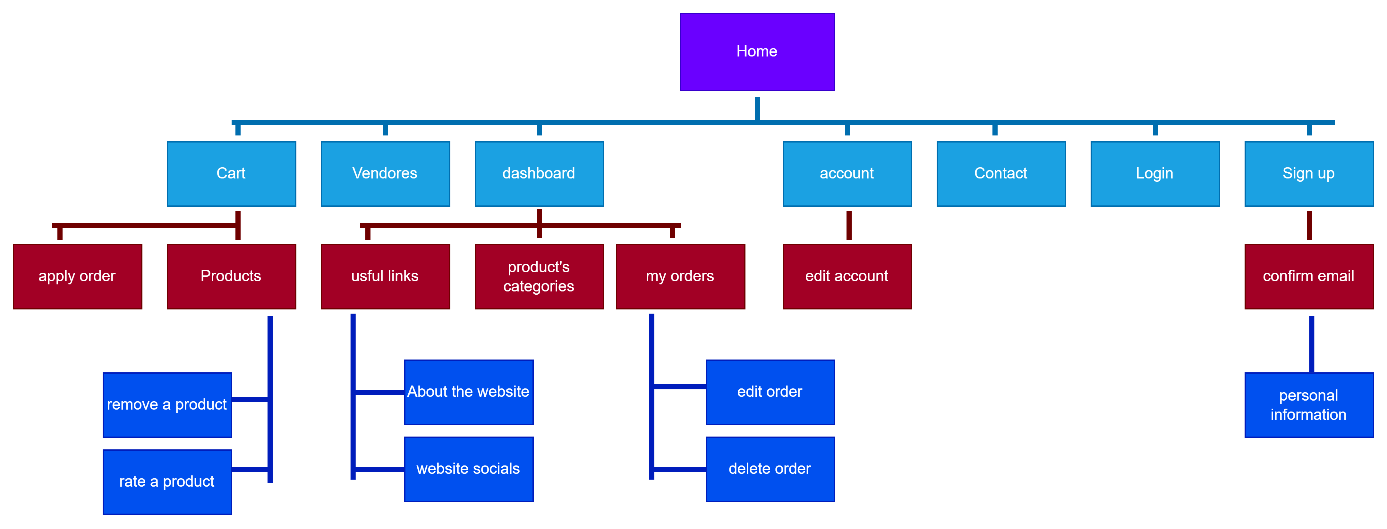 Home
Cart
Vendores
dashboard
account
Contact
Login
Sign up
apply order
Products
usful links
product's
categories
my orders
edit account
confirm email
remove a product
About the website
edit order
personal
information
rate a product
website socials
delete order